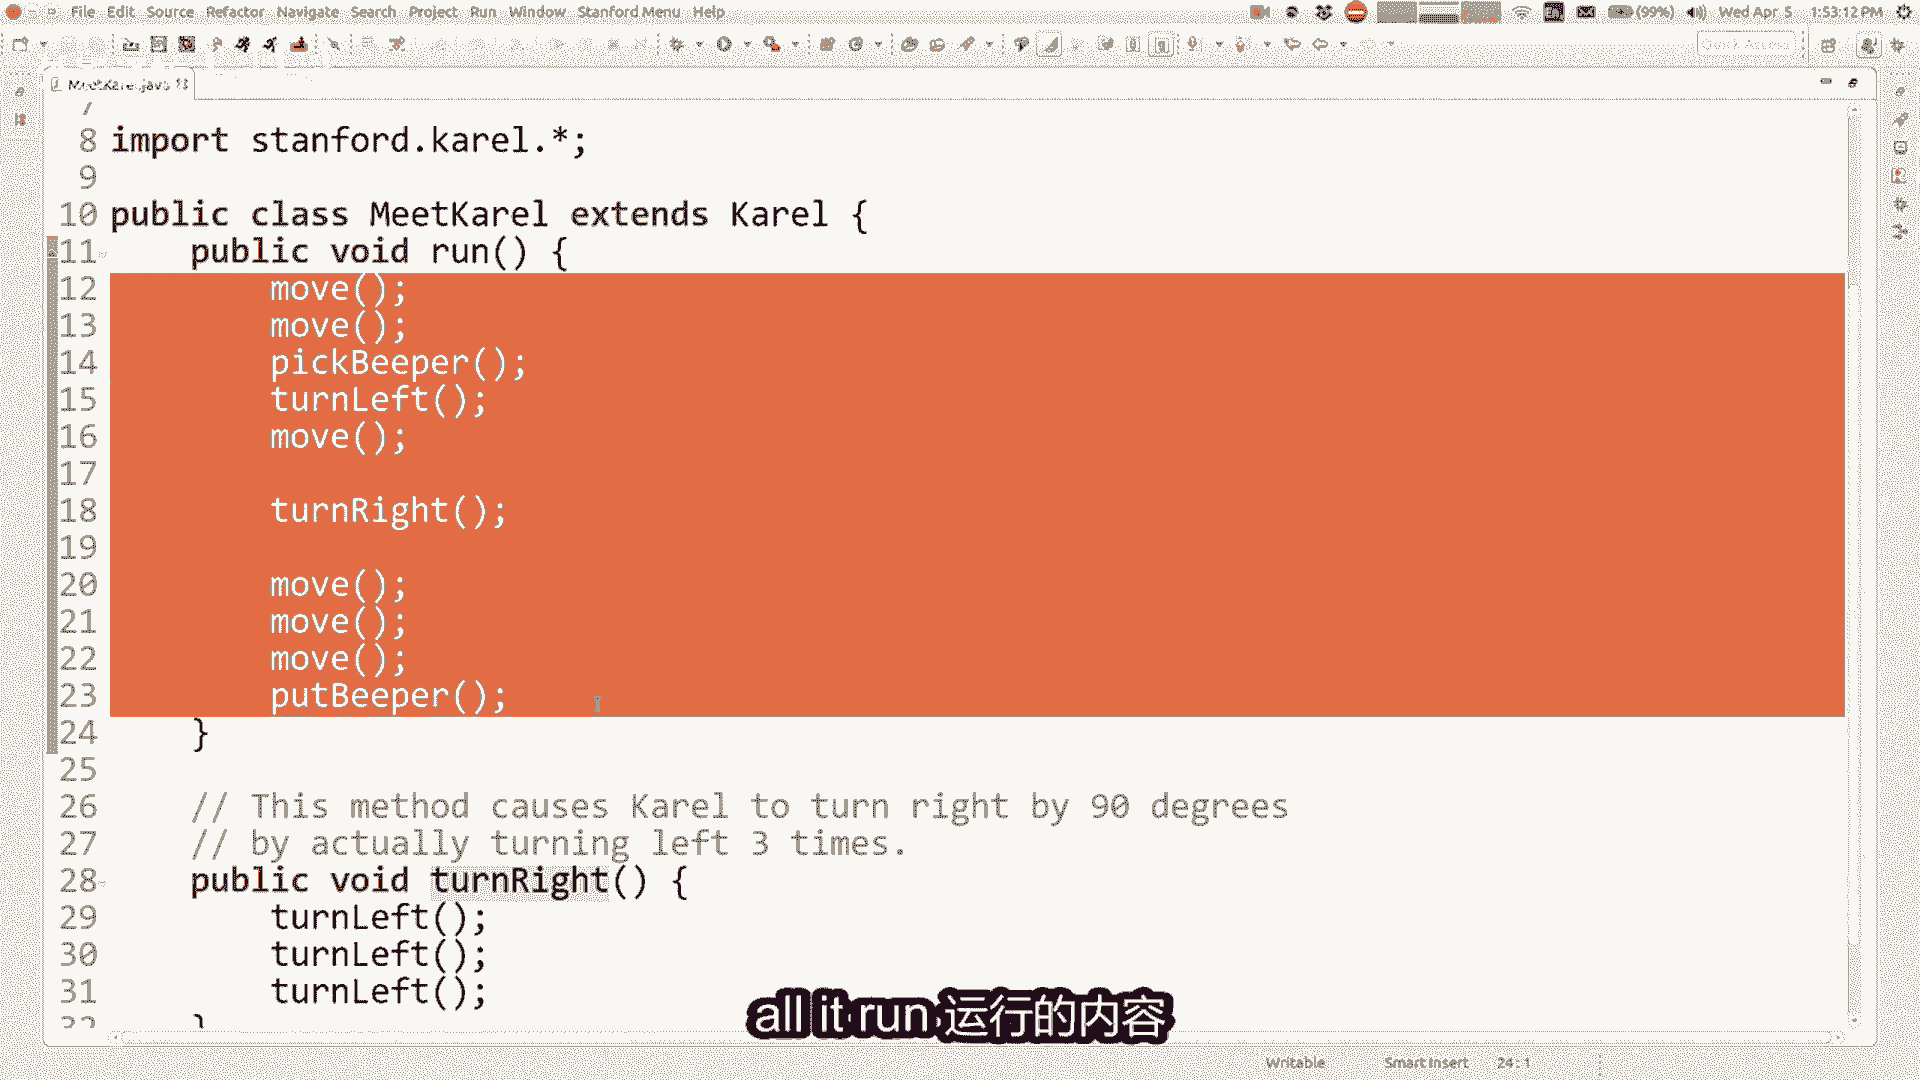 File Edit Source Refactor Navigate Search Project Run Window Stanford Menu Help (99%) Wed Apr 5 1:53:12 PM
Quick Access
MeetKarel.java
7
8 import stanford.karel.*;
9
10 public class MeetKarel extends Karel {
11 public void run() {
12 move();
13 move();
14 pickBeeper();
15 turnLeft();
16 move();
17
18 turnRight();
19
20 move();
21 move();
22 move();
23 putBeeper();
24 }
25
26 // This method causes Karel to turn right by 90 degrees
27 // by actually turning left 3 times.
28 public void turnRight() {
29 turnLeft();
30 turnLeft();
31 turnLeft();
32 }
all it run 运行的内容
Writable Smart Insert 24 : 1